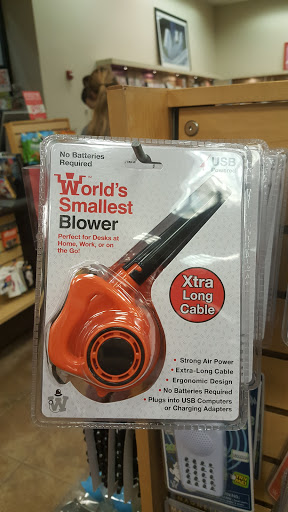 No Batteries
Required
USB
Powered
World's
Smallest
Blower
Perfect for Desks at
Home, Work, or on
the Go!
Xtra
Long
Cable
• Strong Air Power
• Extra-Long Cable
• Ergonomic Design
• No Batteries Required
• Plugs into USB Computers
or Charging Adapters
W